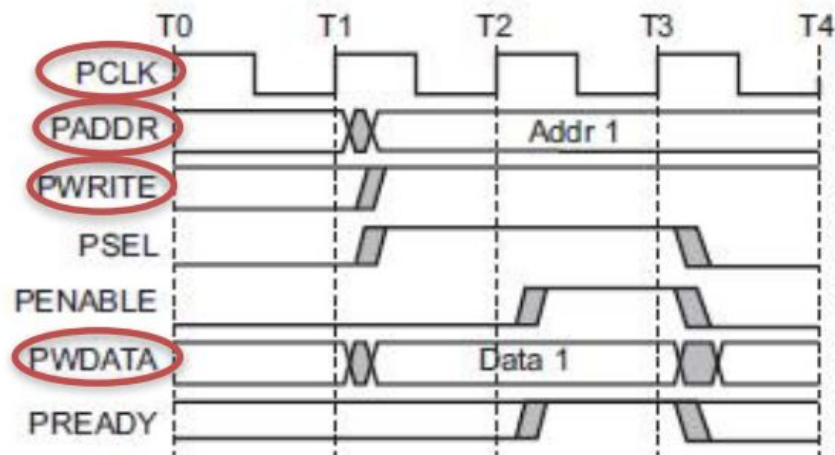 T0 T1 T2 T3 T4
PCLK
PADDR Addr 1
PWRITE
PSEL
PENABLE
PWDATA Data 1
PREADY